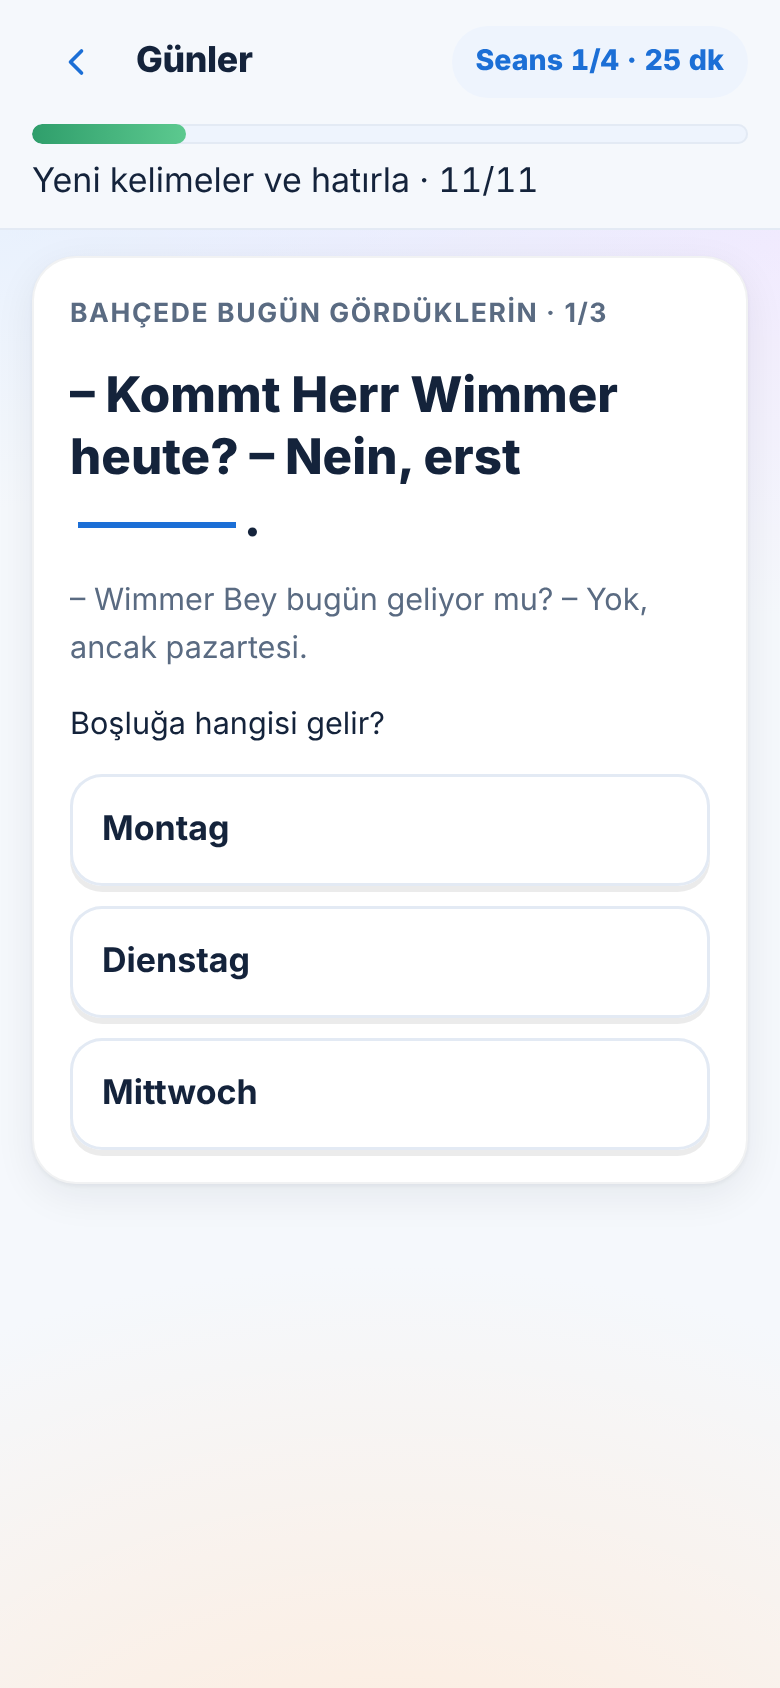 Günler
Seans 1/4 · 25 dk
Yeni kelimeler ve hatırla · 11/11
BAHÇEDE BUGÜN GÖRDÜKLERİN · 1/3
– Kommt Herr Wimmer
heute? – Nein, erst
.
– Wimmer Bey bugün geliyor mu? – Yok,
ancak pazartesi.
Boşluğa hangisi gelir?
Montag
Dienstag
Mittwoch